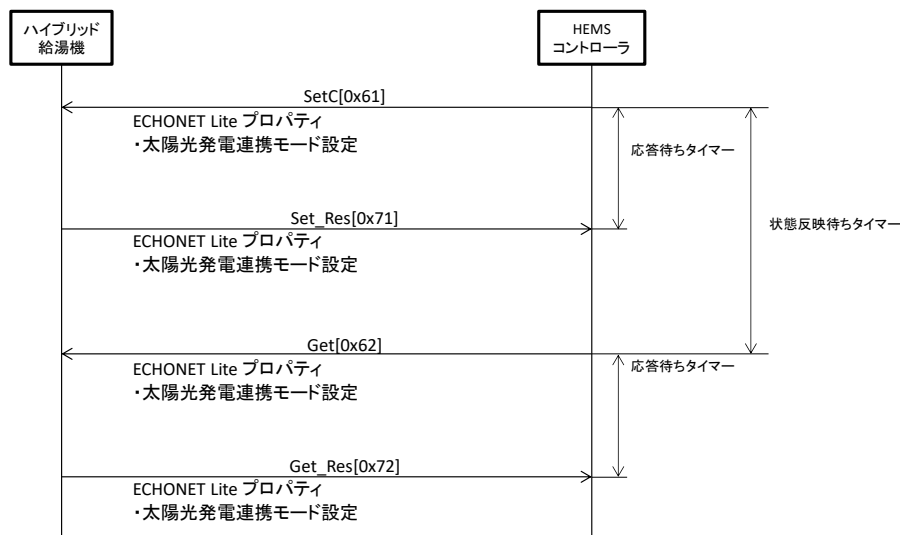 ハイブリッド
給湯機
HEMS
コントローラ
SetC[0x61]
ECHONET Lite プロパティ
・太陽光発電連携モード設定
応答待ちタイマー
Set_Res[0x71]
状態反映待ちタイマー
ECHONET Lite プロパティ
・太陽光発電連携モード設定
Get[0x62]
ECHONET Lite プロパティ
・太陽光発電連携モード設定
応答待ちタイマー
Get_Res[0x72]
ECHONET Lite プロパティ
・太陽光発電連携モード設定